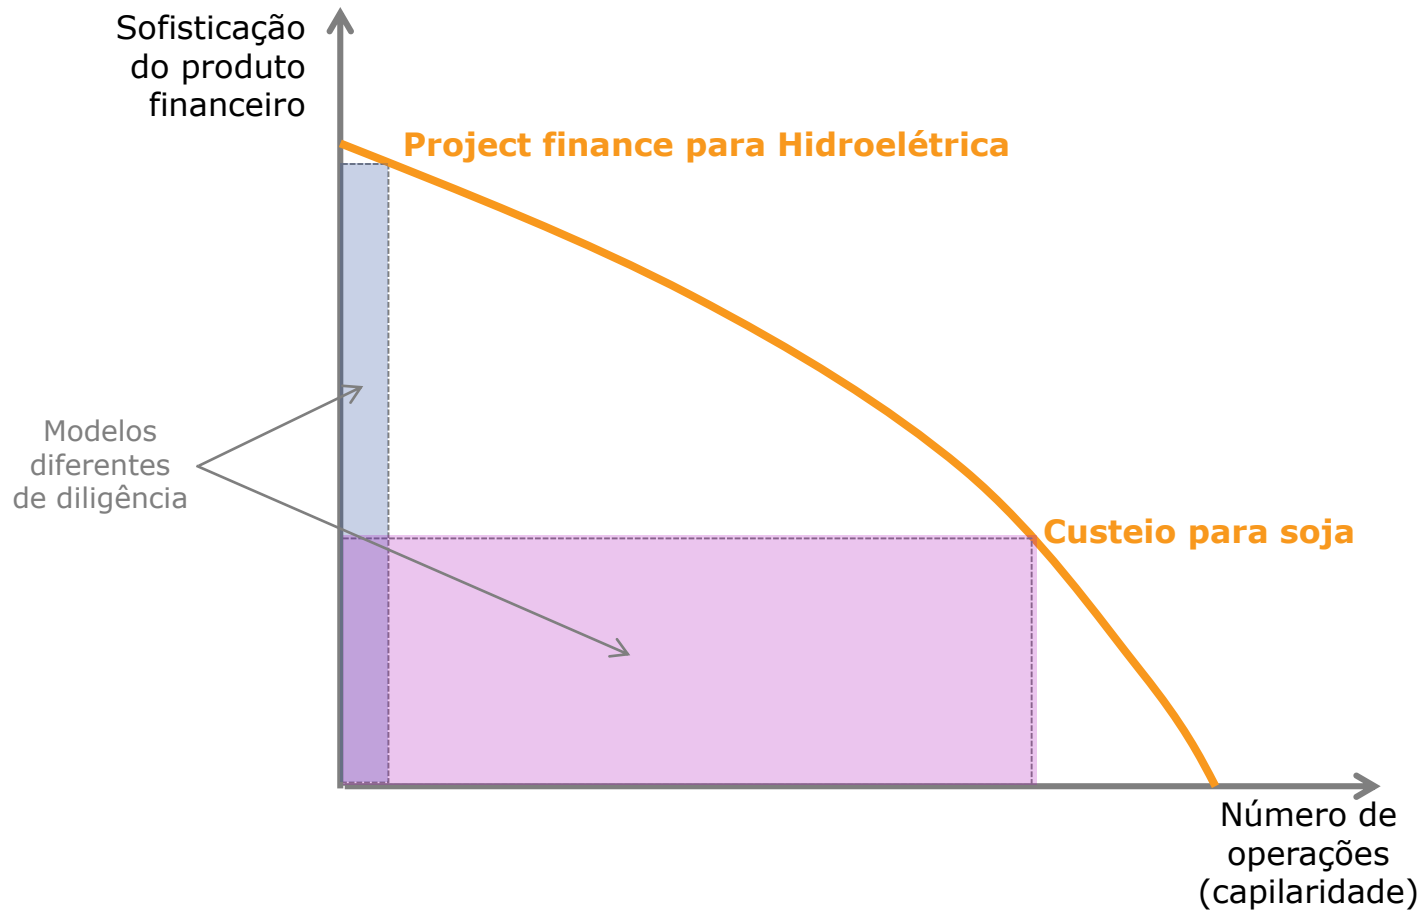 Sofisticação
do produto
financeiro
Project finance para Hidroelétrica
Modelos
diferentes
de diligência
Custeio para soja
Número de
operações
(capilaridade)